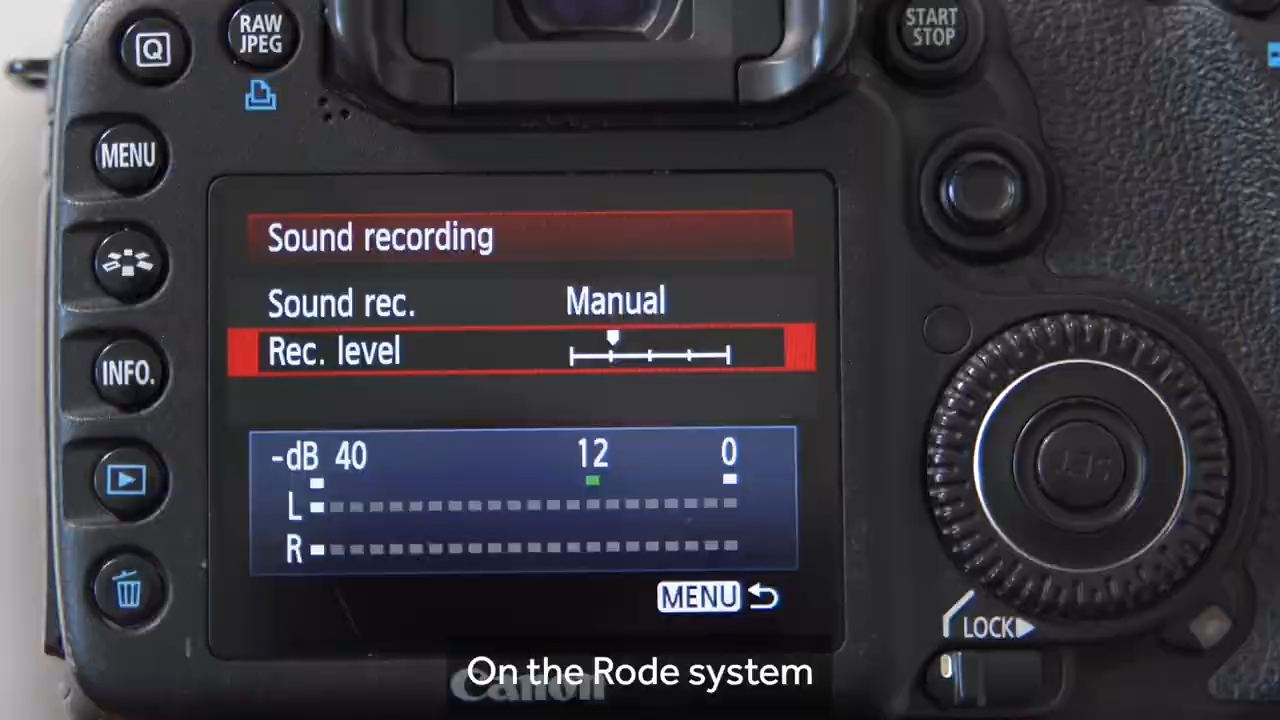 RAW
JPEG
START
STOP
Q
MENU
INFO.
Sound recording
Sound rec. Manual
Rec. level
-dB 40 12 0
L
R
MENU
SET
LOCK
Canon
On the Rode system